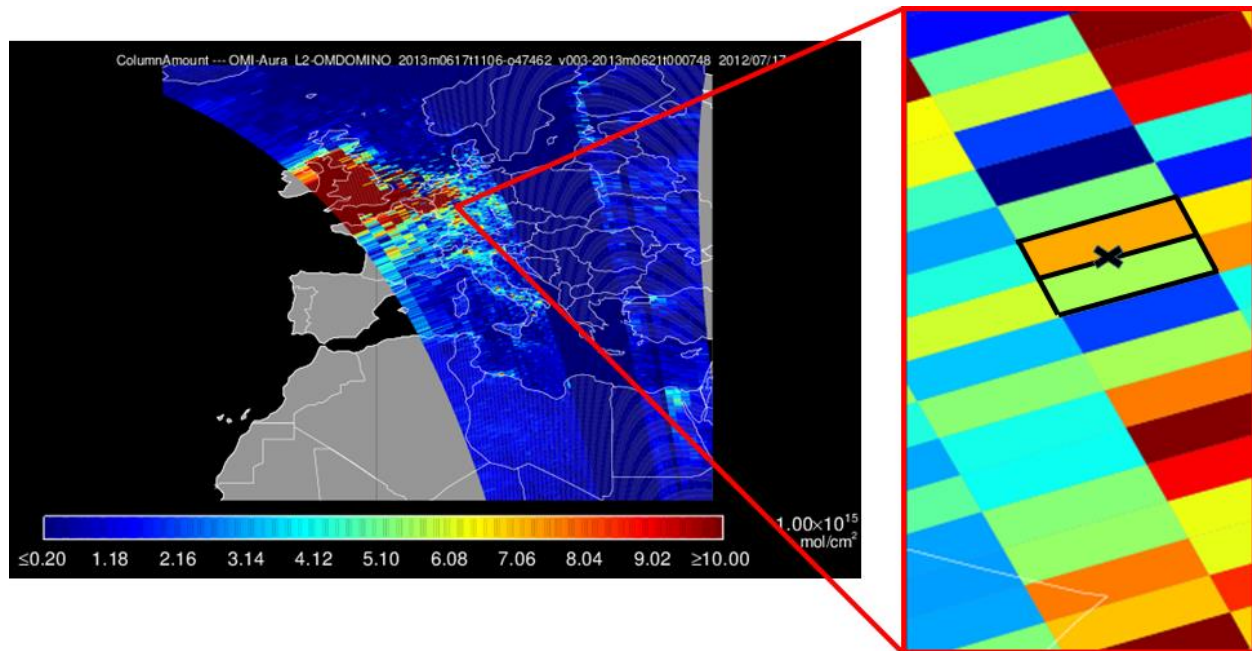 ColumnAmount --- OMI-Aura L2-OMDOMINO 2013m0617t1106-o47462 v003-2013m0621t000748 2012/07/17
1.00×10¹⁵
mol/cm²
≤0.20 1.18 2.16 3.14 4.12 5.10 6.08 7.06 8.04 9.02 ≥10.00